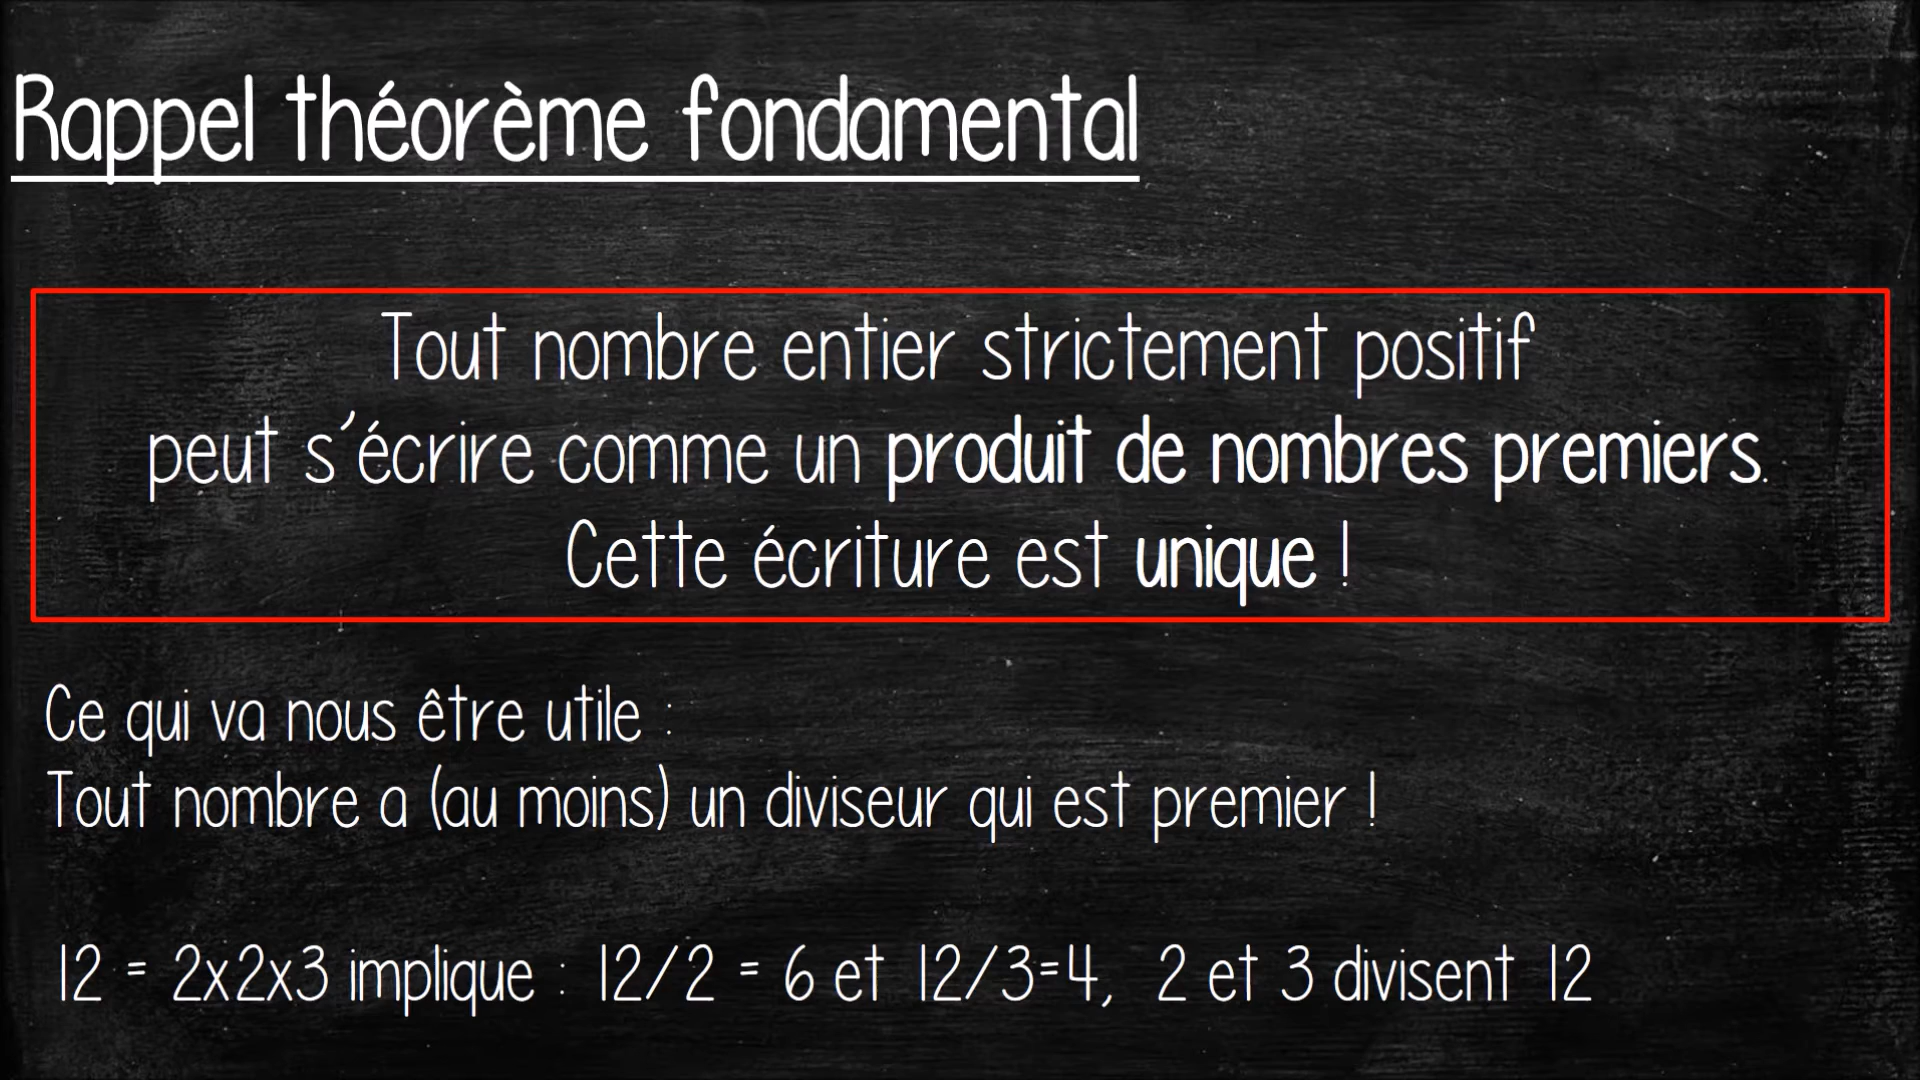 Rappel théorème fondamental
Tout nombre entier strictement positif
peut s'écrire comme un produit de nombres premiers.
Cette écriture est unique !
Ce qui va nous être utile :
Tout nombre a (au moins) un diviseur qui est premier !
12 = 2x2x3 implique : 12/2 = 6 et 12/3=4, 2 et 3 divisent 12